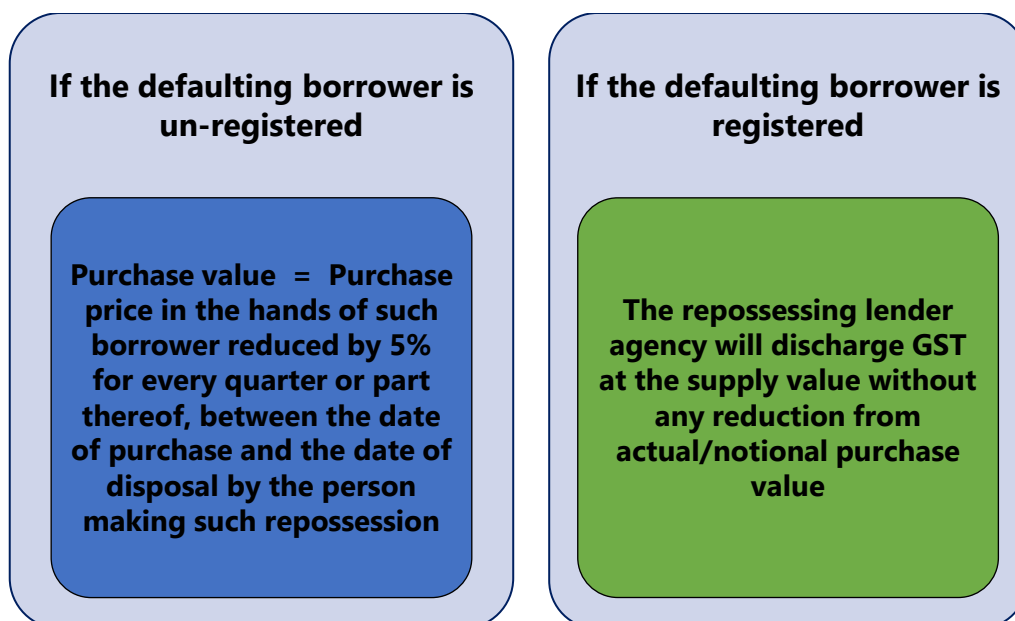 If the defaulting borrower is
un-registered
Purchase value = Purchase
price in the hands of such
borrower reduced by 5%
for every quarter or part
thereof, between the date
of purchase and the date of
disposal by the person
making such repossession
If the defaulting borrower is
registered
The repossessing lender
agency will discharge GST
at the supply value without
any reduction from
actual/notional purchase
value